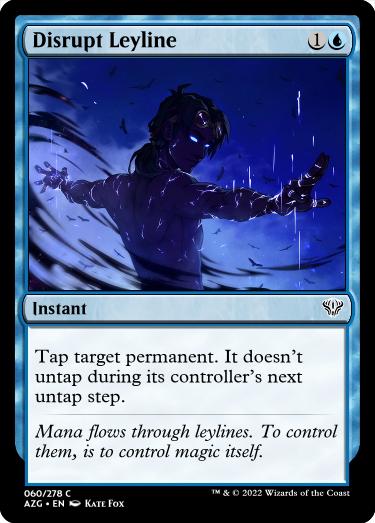 Disrupt Leyline 1
Instant
Tap target permanent. It doesn't
untap during its controller's next
untap step.
Mana flows through leylines. To control
them, is to control magic itself.
060/278 C
AZG • EN Kate Fox
™ & © 2022 Wizards of the Coast